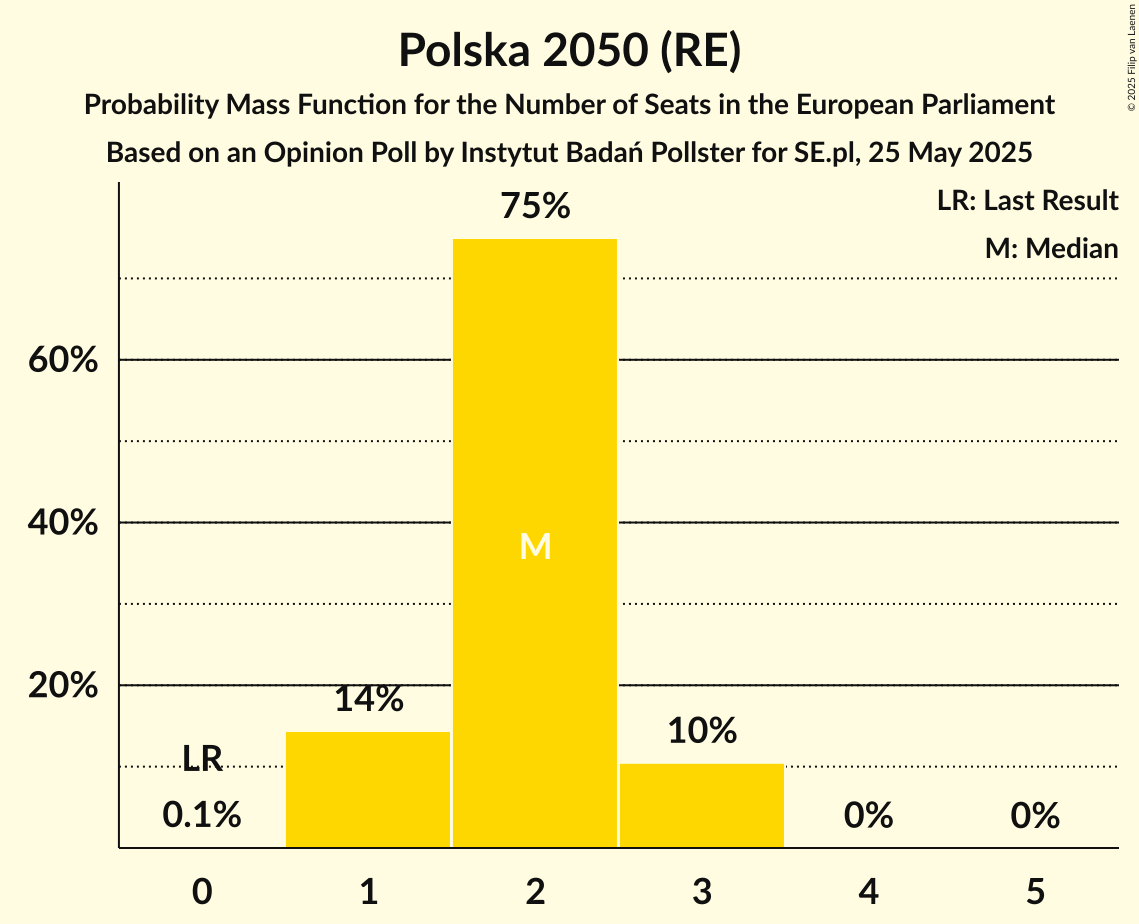 Polska 2050 (RE)
Probability Mass Function for the Number of Seats in the European Parliament
Based on an Opinion Poll by Instytut Badań Pollster for SE.pl, 25 May 2025
© 2025 Filip van Laenen
LR: Last Result
M: Median
75%
60%
40%
M
20%
14%
10%
LR
0.1%
0%
0%
0
1
2
3
4
5